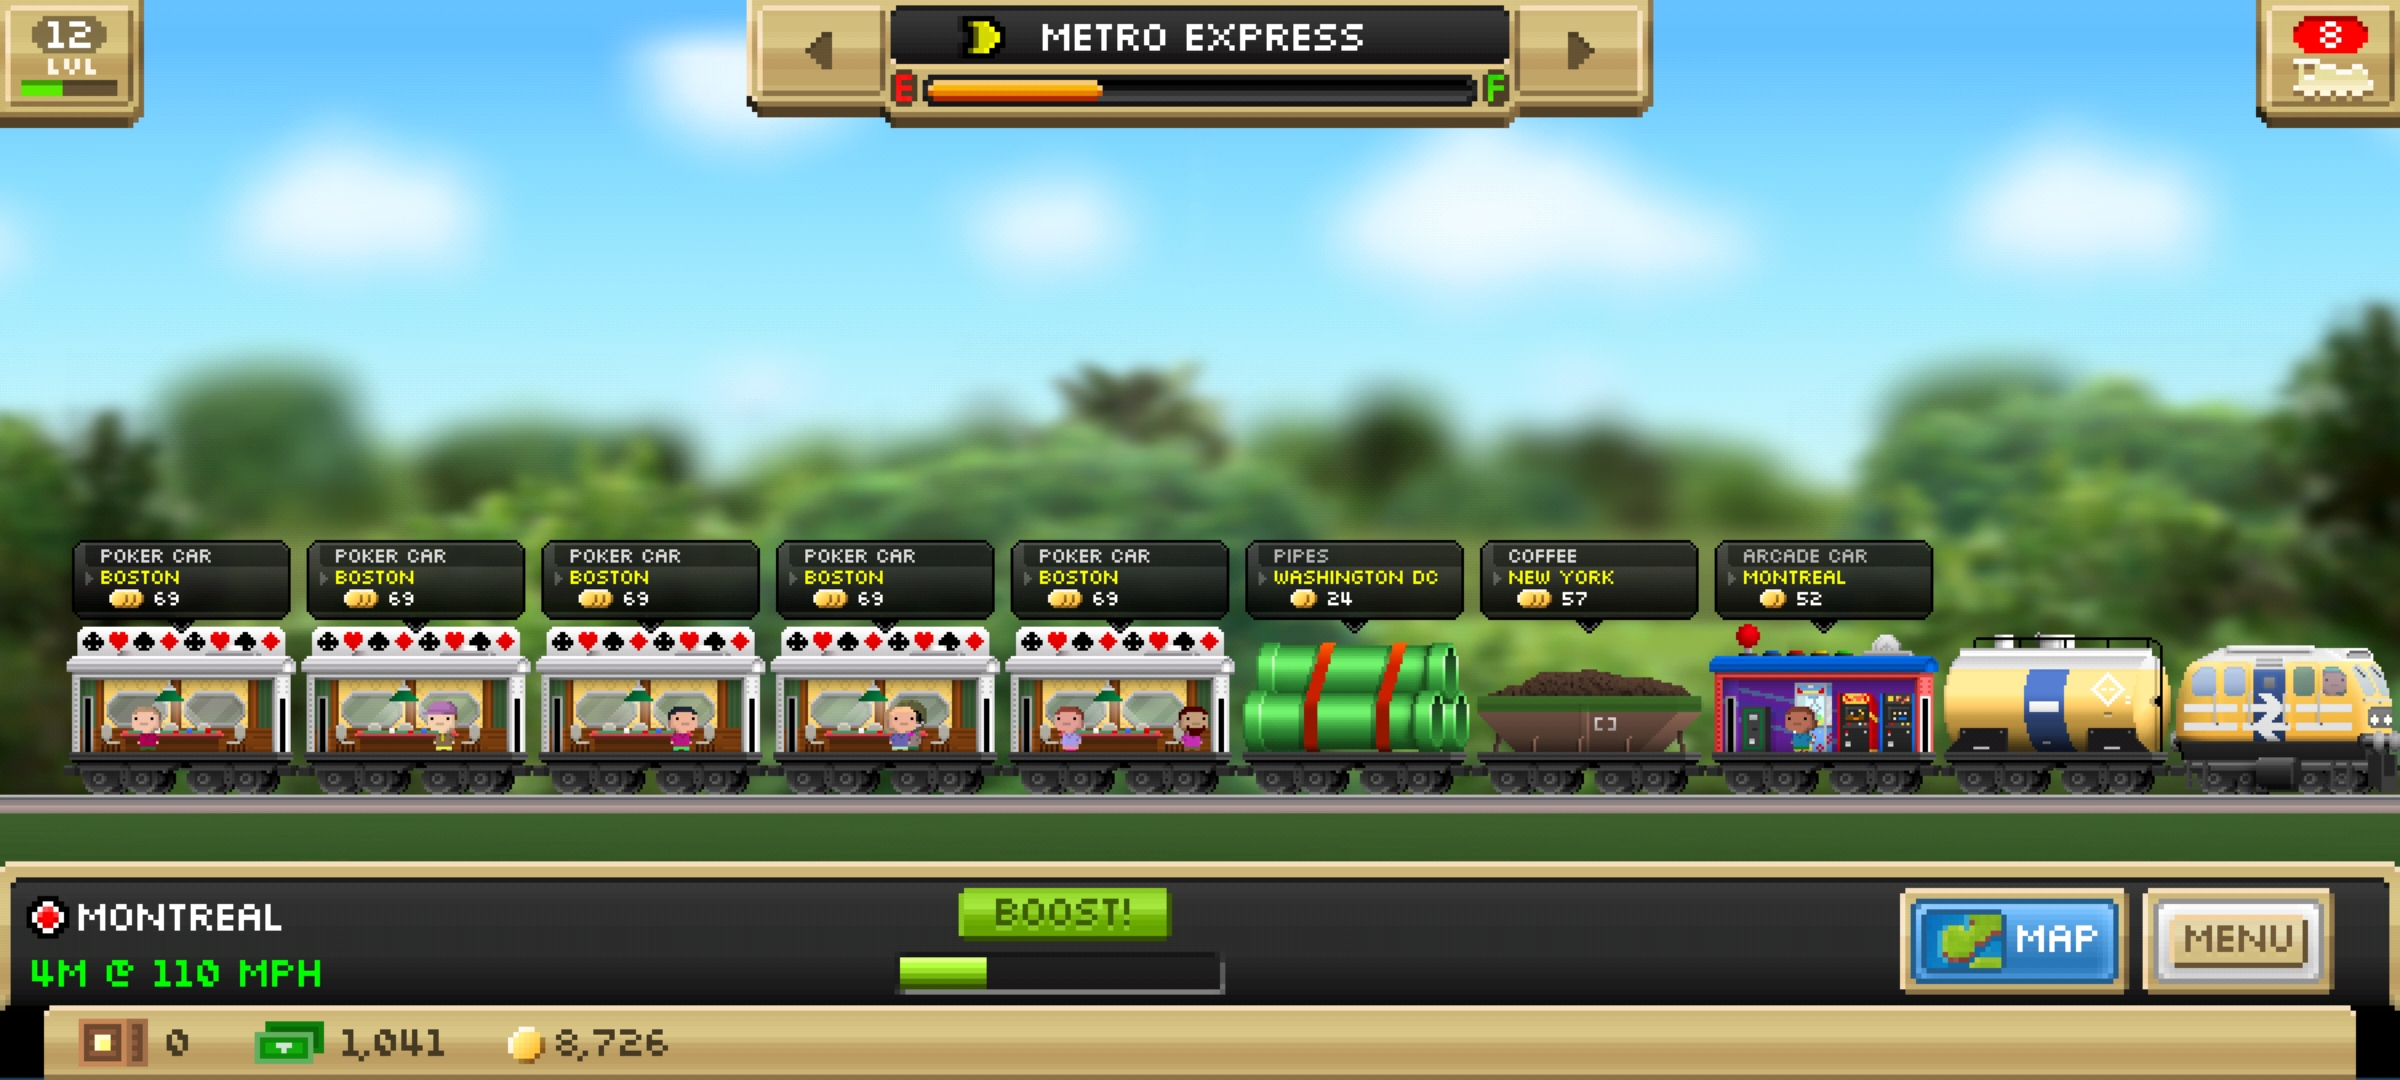 12
LVL
METRO EXPRESS
E F
8
POKER CAR
BOSTON
69
POKER CAR
BOSTON
69
POKER CAR
BOSTON
69
POKER CAR
BOSTON
69
POKER CAR
BOSTON
69
PIPES
WASHINGTON DC
24
COFFEE
NEW YORK
57
ARCADE CAR
MONTREAL
52
MONTREAL
4M @ 110 MPH
BOOST!
MAP
MENU
0
1,041
8,726